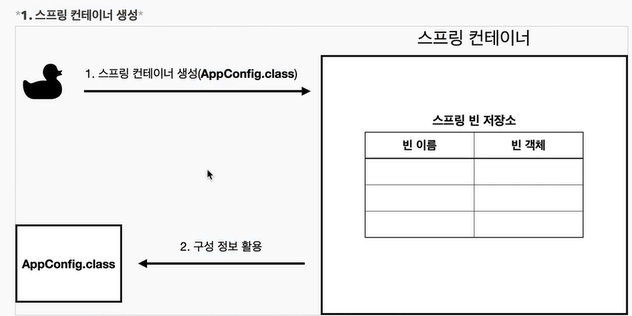 *1. 스프링 컨테이너 생성*
스프링 컨테이너
1. 스프링 컨테이너 생성(AppConfig.class)
스프링 빈 저장소
빈 이름 빈 객체
2. 구성 정보 활용
AppConfig.class